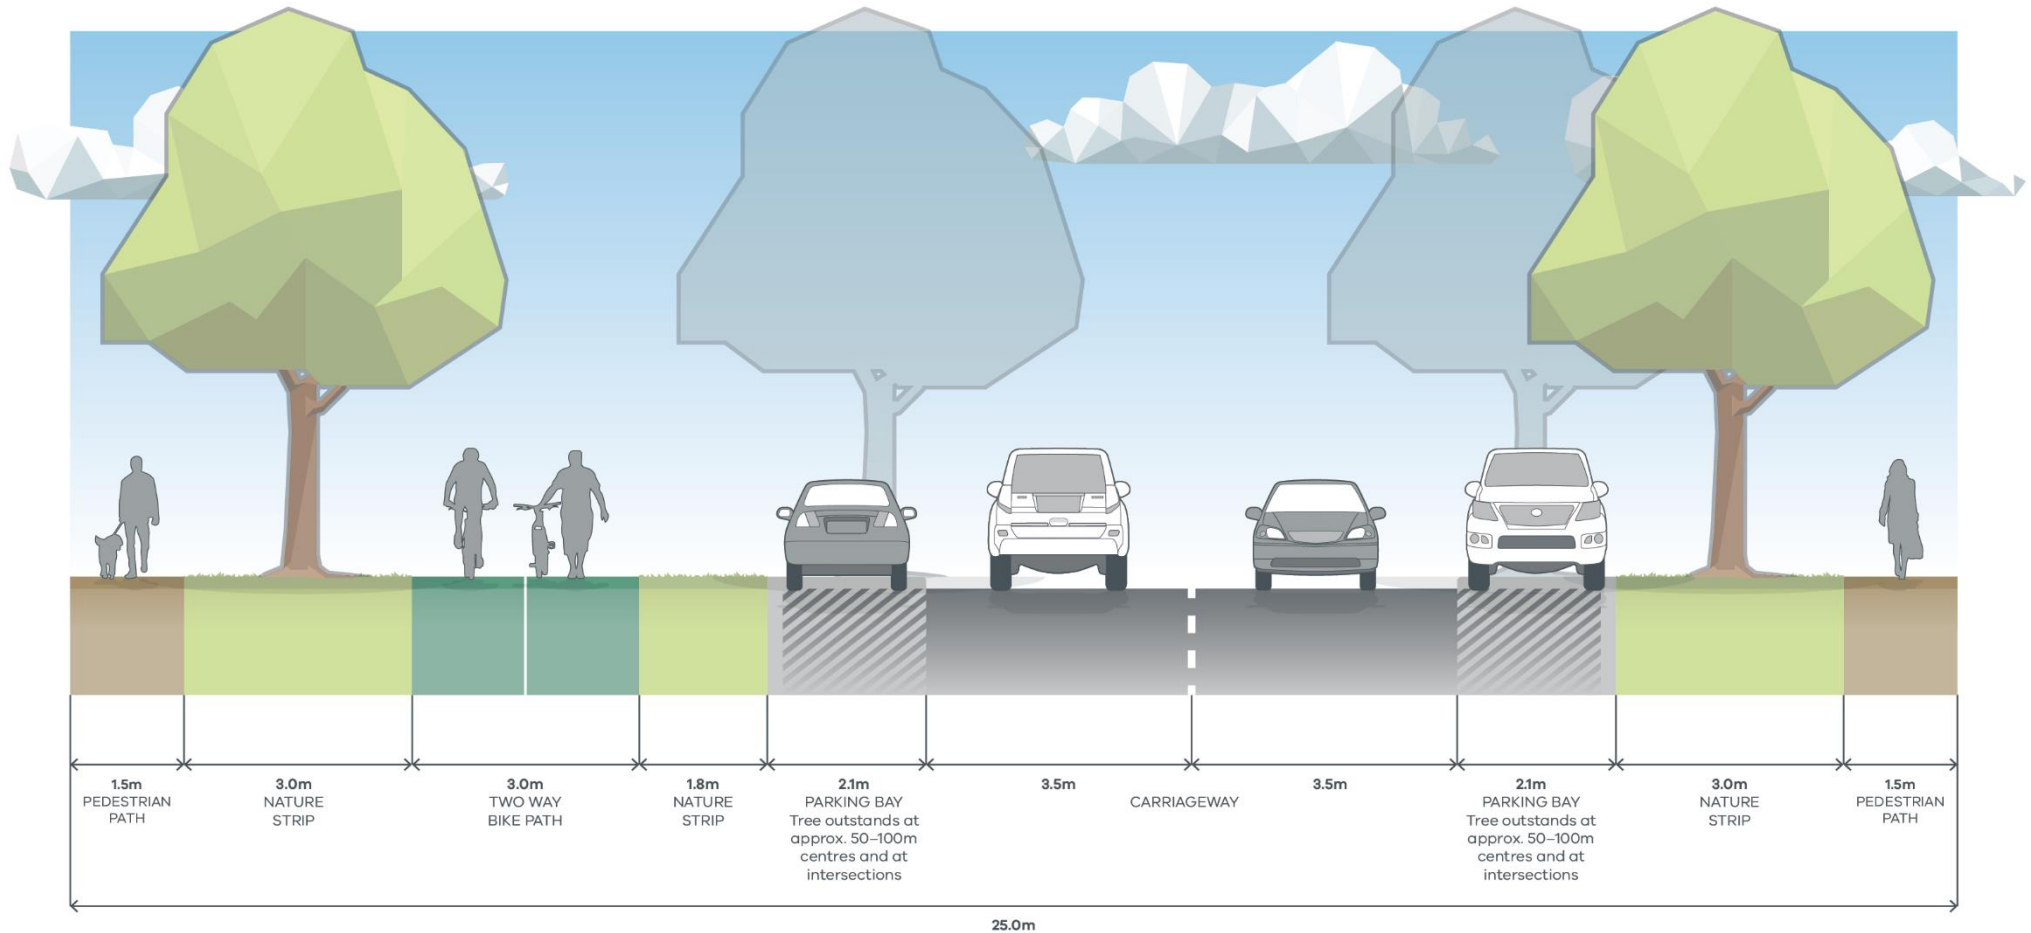 1.5m
PEDESTRIAN
PATH
3.0m
NATURE
STRIP
3.0m
TWO WAY
BIKE PATH
1.8m
NATURE
STRIP
2.1m
PARKING BAY
Tree outstands at
approx. 50–100m
centres and at
intersections
3.5m
CARRIAGEWAY
3.5m
2.1m
PARKING BAY
Tree outstands at
approx. 50–100m
centres and at
intersections
3.0m
NATURE
STRIP
1.5m
PEDESTRIAN
PATH
25.0m